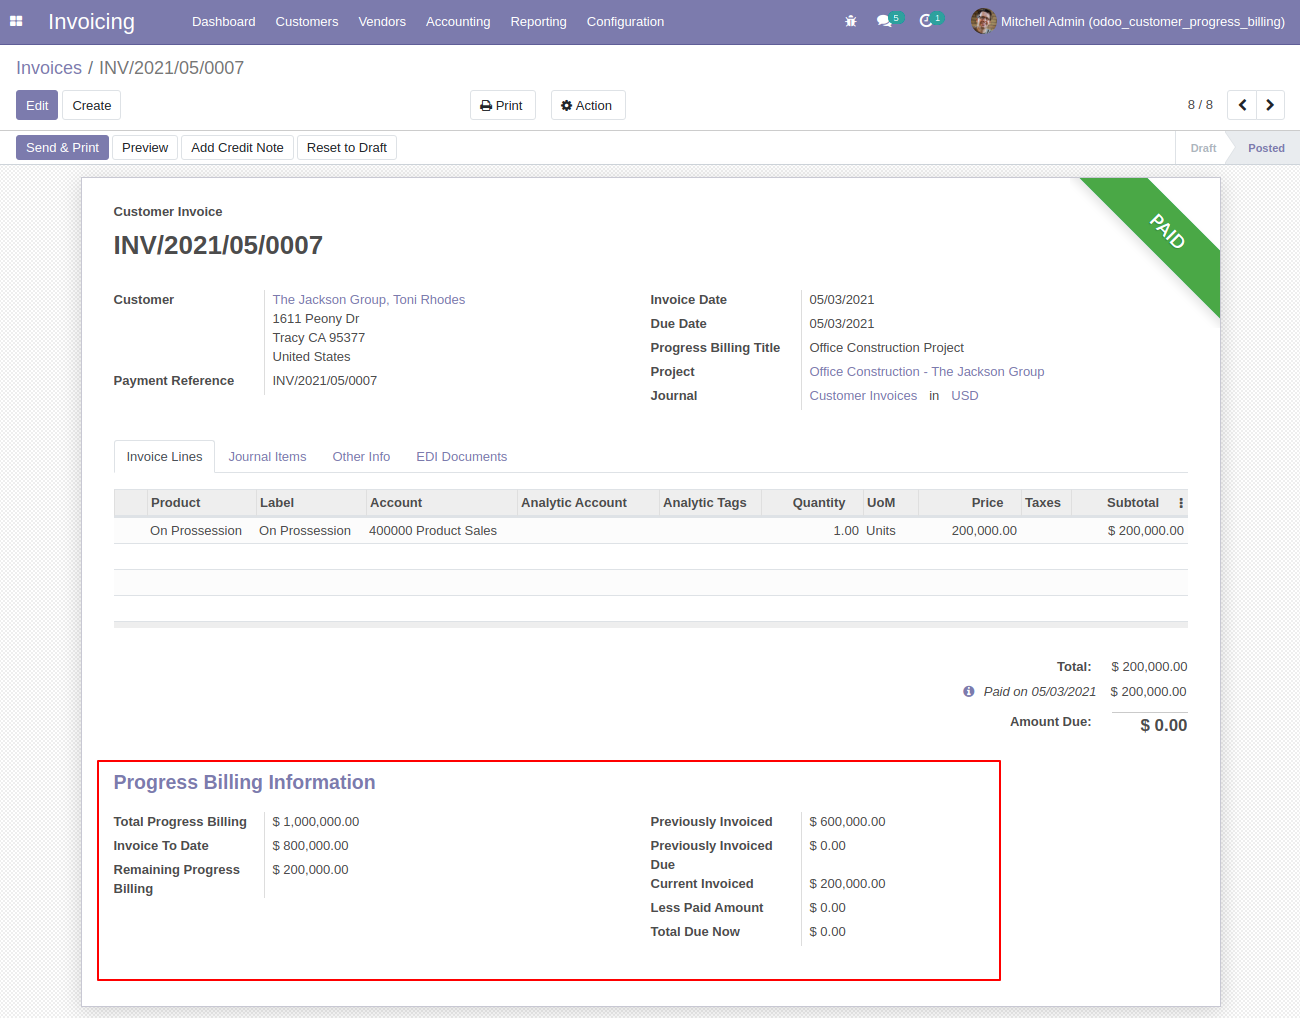 Invoicing Dashboard Customers Vendors Accounting Reporting Configuration 5 1 Mitchell Admin (odoo_customer_progress_billing)
Invoices / INV/2021/05/0007
Edit Create Print Action 8 / 8
Send & Print Preview Add Credit Note Reset to Draft Draft Posted
PAID
Customer Invoice
INV/2021/05/0007
Customer The Jackson Group, Toni Rhodes
1611 Peony Dr
Tracy CA 95377
United States
Payment Reference INV/2021/05/0007
Invoice Date 05/03/2021
Due Date 05/03/2021
Progress Billing Title Office Construction Project
Project Office Construction - The Jackson Group
Journal Customer Invoices in USD
Invoice Lines Journal Items Other Info EDI Documents
Product Label Account Analytic Account Analytic Tags Quantity UoM Price Taxes Subtotal
On Prossession On Prossession 400000 Product Sales 1.00 Units 200,000.00 $ 200,000.00
Total: $ 200,000.00
Paid on 05/03/2021 $ 200,000.00
Amount Due: $ 0.00
Progress Billing Information
Total Progress Billing $ 1,000,000.00
Invoice To Date $ 800,000.00
Remaining Progress $ 200,000.00
Billing
Previously Invoiced $ 600,000.00
Previously Invoiced $ 0.00
Due
Current Invoiced $ 200,000.00
Less Paid Amount $ 0.00
Total Due Now $ 0.00